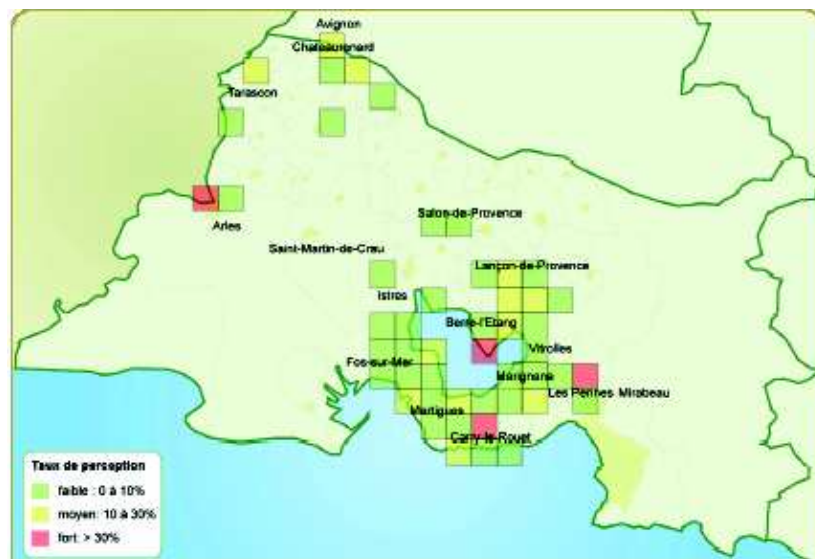 Avignon
Chateaurenard
Tarascon
Arles
Salon-de-Provence
Saint-Martin-de-Crau
Lançon-de-Provence
Istres
Berre-l'Etang
Vitrolles
Fos-sur-Mer
Marignane
Les Pennes Mirabeau
Martigues
Carry-le-Rouet
Taux de perception
faible : 0 à 10%
moyen: 10 à 30%
fort: > 30%